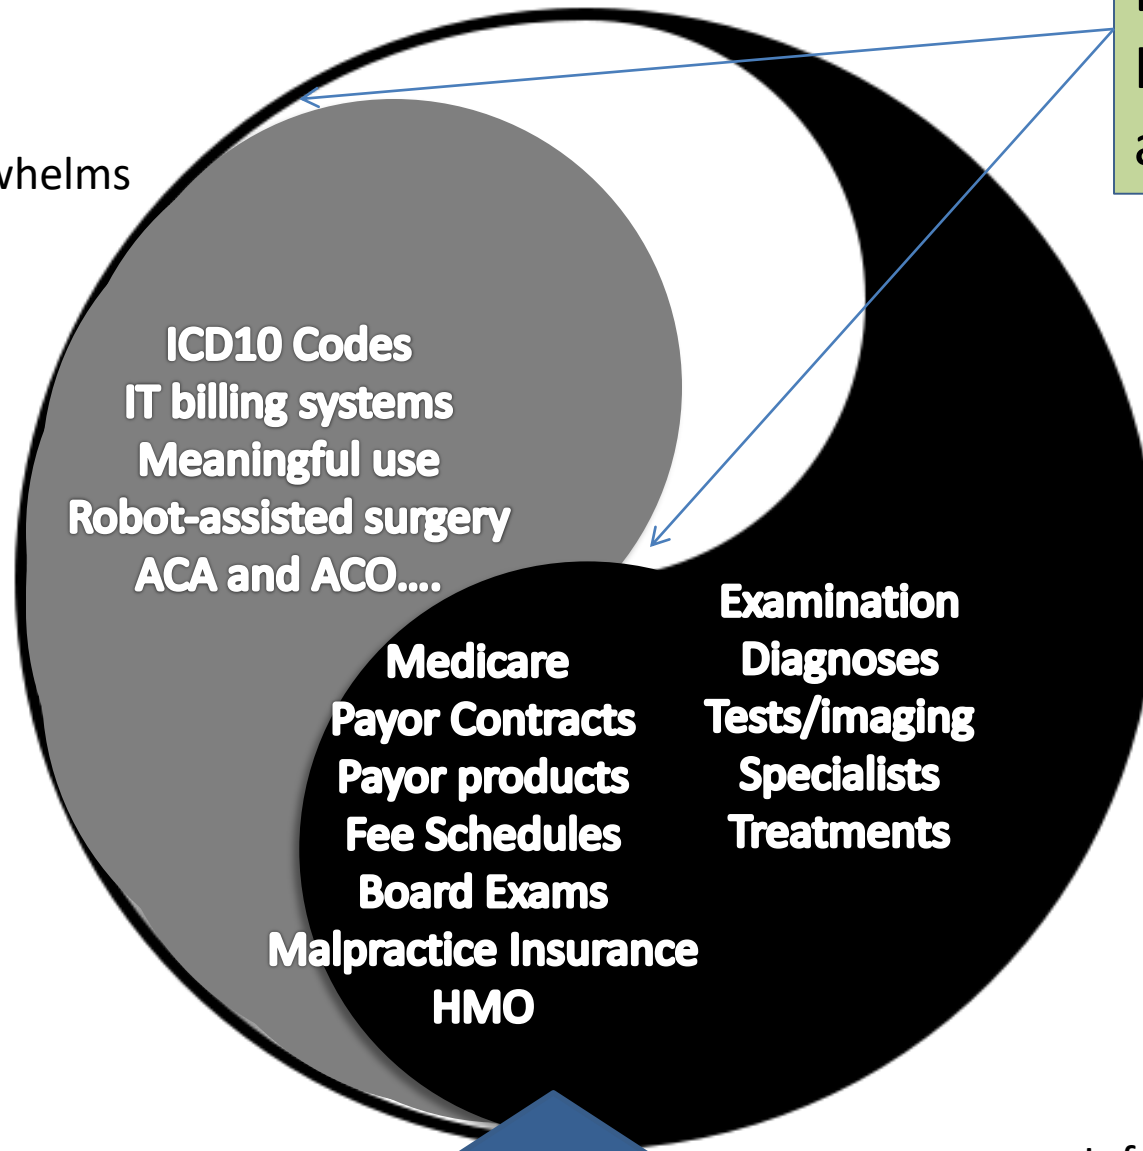 ICD10 Codes
IT billing systems
Meaningful use
Robot-assisted surgery
ACA and ACO....
Medicare
Payor Contracts
Payor products
Fee Schedules
Board Exams
Malpractice Insurance
HMO
Examination
Diagnoses
Tests/imaging
Specialists
Treatments